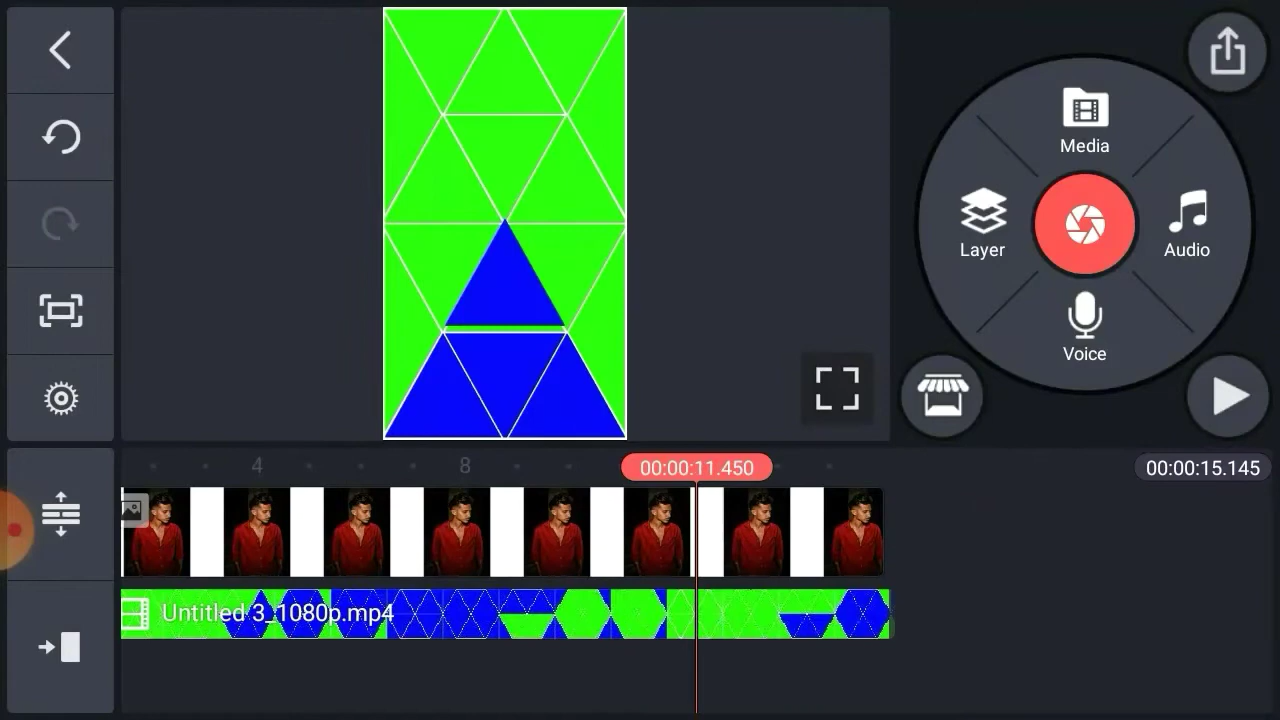 Media
Layer
Audio
Voice
4
8
00:00:11.450
00:00:15.145
Untitled 3_1080p.mp4